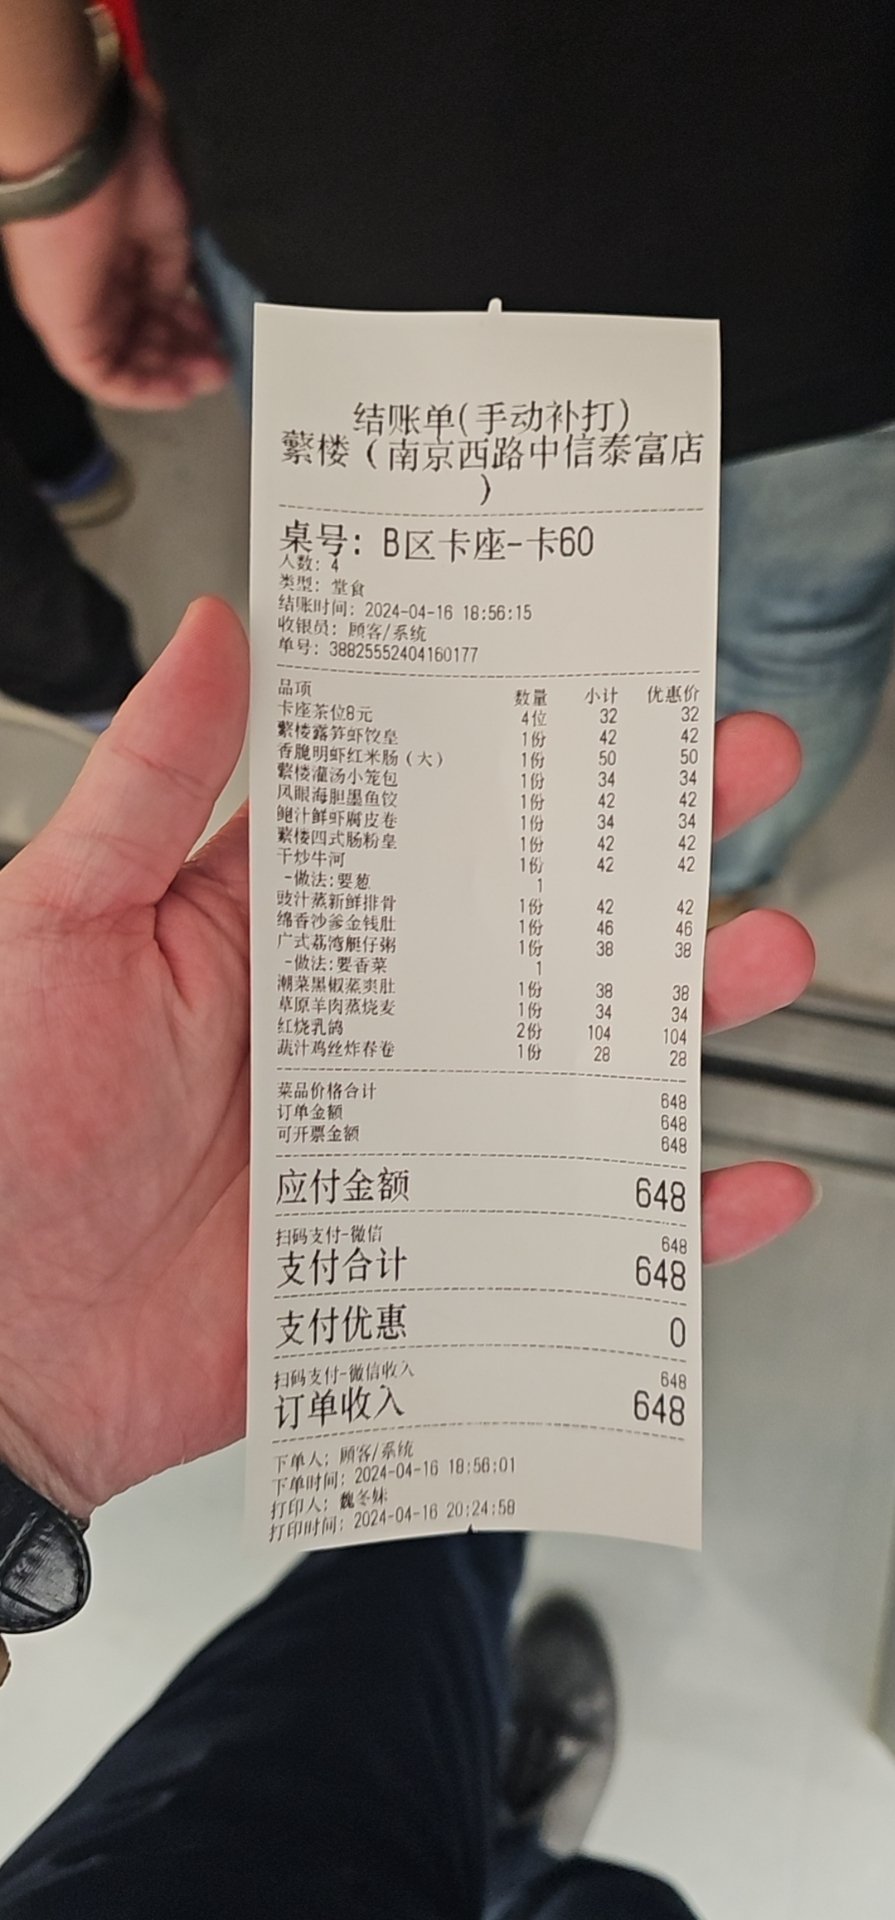 结账单(手动补打)
蘩楼（南京西路中信泰富店
）
桌号: B区卡座-卡60
人数: 4
类型: 堂食
结账时间: 2024-04-16 18:56:15
收银员: 顾客/系统
单号: 38825552404160177
品项 数量 小计 优惠价
卡座茶位8元 4位 32 32
蘩楼露笋虾饺皇 1份 42 42
香脆明虾红米肠（大） 1份 50 50
蘩楼灌汤小笼包 1份 34 34
凤眼海胆墨鱼饺 1份 42 42
鲍汁鲜虾腐皮卷 1份 34 34
蘩楼四式肠粉皇 1份 42 42
干炒牛河 1份 42 42
-做法:要葱 1
豉汁蒸新鲜排骨 1份 42 42
绵香沙爹金钱肚 1份 46 46
广式荔湾艇仔粥 1份 38 38
-做法:要香菜 1
潮菜黑椒蒸爽肚 1份 38 38
草原羊肉蒸烧麦 1份 34 34
红烧乳鸽 2份 104 104
蔬汁鸡丝炸春卷 1份 28 28
菜品价格合计 648
订单金额 648
可开票金额 648
应付金额 648
扫码支付-微信 648
支付合计 648
支付优惠 0
扫码支付-微信收入 648
订单收入 648
下单人: 顾客/系统
下单时间: 2024-04-16 18:56:01
打印人: 魏冬妹
打印时间: 2024-04-16 20:24:58